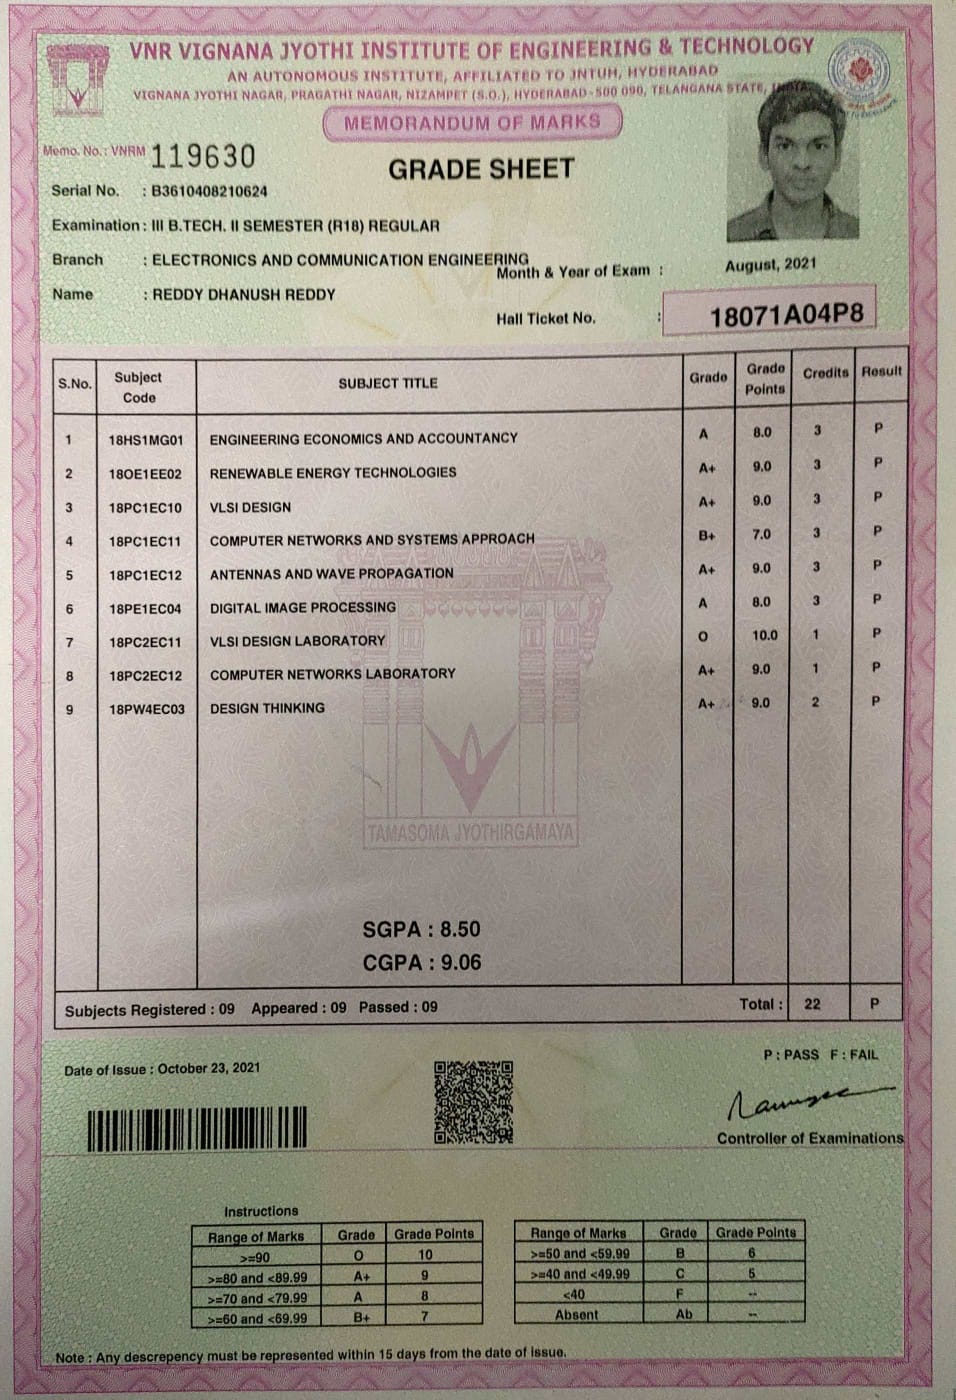 VNR VIGNANA JYOTHI INSTITUTE OF ENGINEERING & TECHNOLOGY
AN AUTONOMOUS INSTITUTE, AFFILIATED TO JNTUH, HYDERABAD
VIGNANA JYOTHI NAGAR, PRAGATHI NAGAR, NIZAMPET (S.O.), HYDERABAD-500 090, TELANGANA STATE, INDIA.
MEMORANDUM OF MARKS
Memo. No.: VNRM 119630
GRADE SHEET
Serial No. : B3610408210624
Examination : III B.TECH. II SEMESTER (R18) REGULAR
Branch : ELECTRONICS AND COMMUNICATION ENGINEERING
Month & Year of Exam : August, 2021
Name : REDDY DHANUSH REDDY
Hall Ticket No. : 18071A04P8
S.No. Subject Code SUBJECT TITLE Grade Grade Points Credits Result
1 18HS1MG01 ENGINEERING ECONOMICS AND ACCOUNTANCY A 8.0 3 P
2 18OE1EE02 RENEWABLE ENERGY TECHNOLOGIES A+ 9.0 3 P
3 18PC1EC10 VLSI DESIGN A+ 9.0 3 P
4 18PC1EC11 COMPUTER NETWORKS AND SYSTEMS APPROACH B+ 7.0 3 P
5 18PC1EC12 ANTENNAS AND WAVE PROPAGATION A+ 9.0 3 P
6 18PE1EC04 DIGITAL IMAGE PROCESSING A 8.0 3 P
7 18PC2EC11 VLSI DESIGN LABORATORY O 10.0 1 P
8 18PC2EC12 COMPUTER NETWORKS LABORATORY A+ 9.0 1 P
9 18PW4EC03 DESIGN THINKING A+ 9.0 2 P
TAMASOMA JYOTHIRGAMAYA
SGPA : 8.50
CGPA : 9.06
Subjects Registered : 09 Appeared : 09 Passed : 09 Total : 22 P
P : PASS F : FAIL
Date of Issue : October 23, 2021
Controller of Examinations
Instructions
Range of Marks Grade Grade Points
>=90 O 10
>=80 and <89.99 A+ 9
>=70 and <79.99 A 8
>=60 and <69.99 B+ 7
Range of Marks Grade Grade Points
>=50 and <59.99 B 6
>=40 and <49.99 C 5
<40 F --
Absent Ab --
Note : Any descrepency must be represented within 15 days from the date of issue.